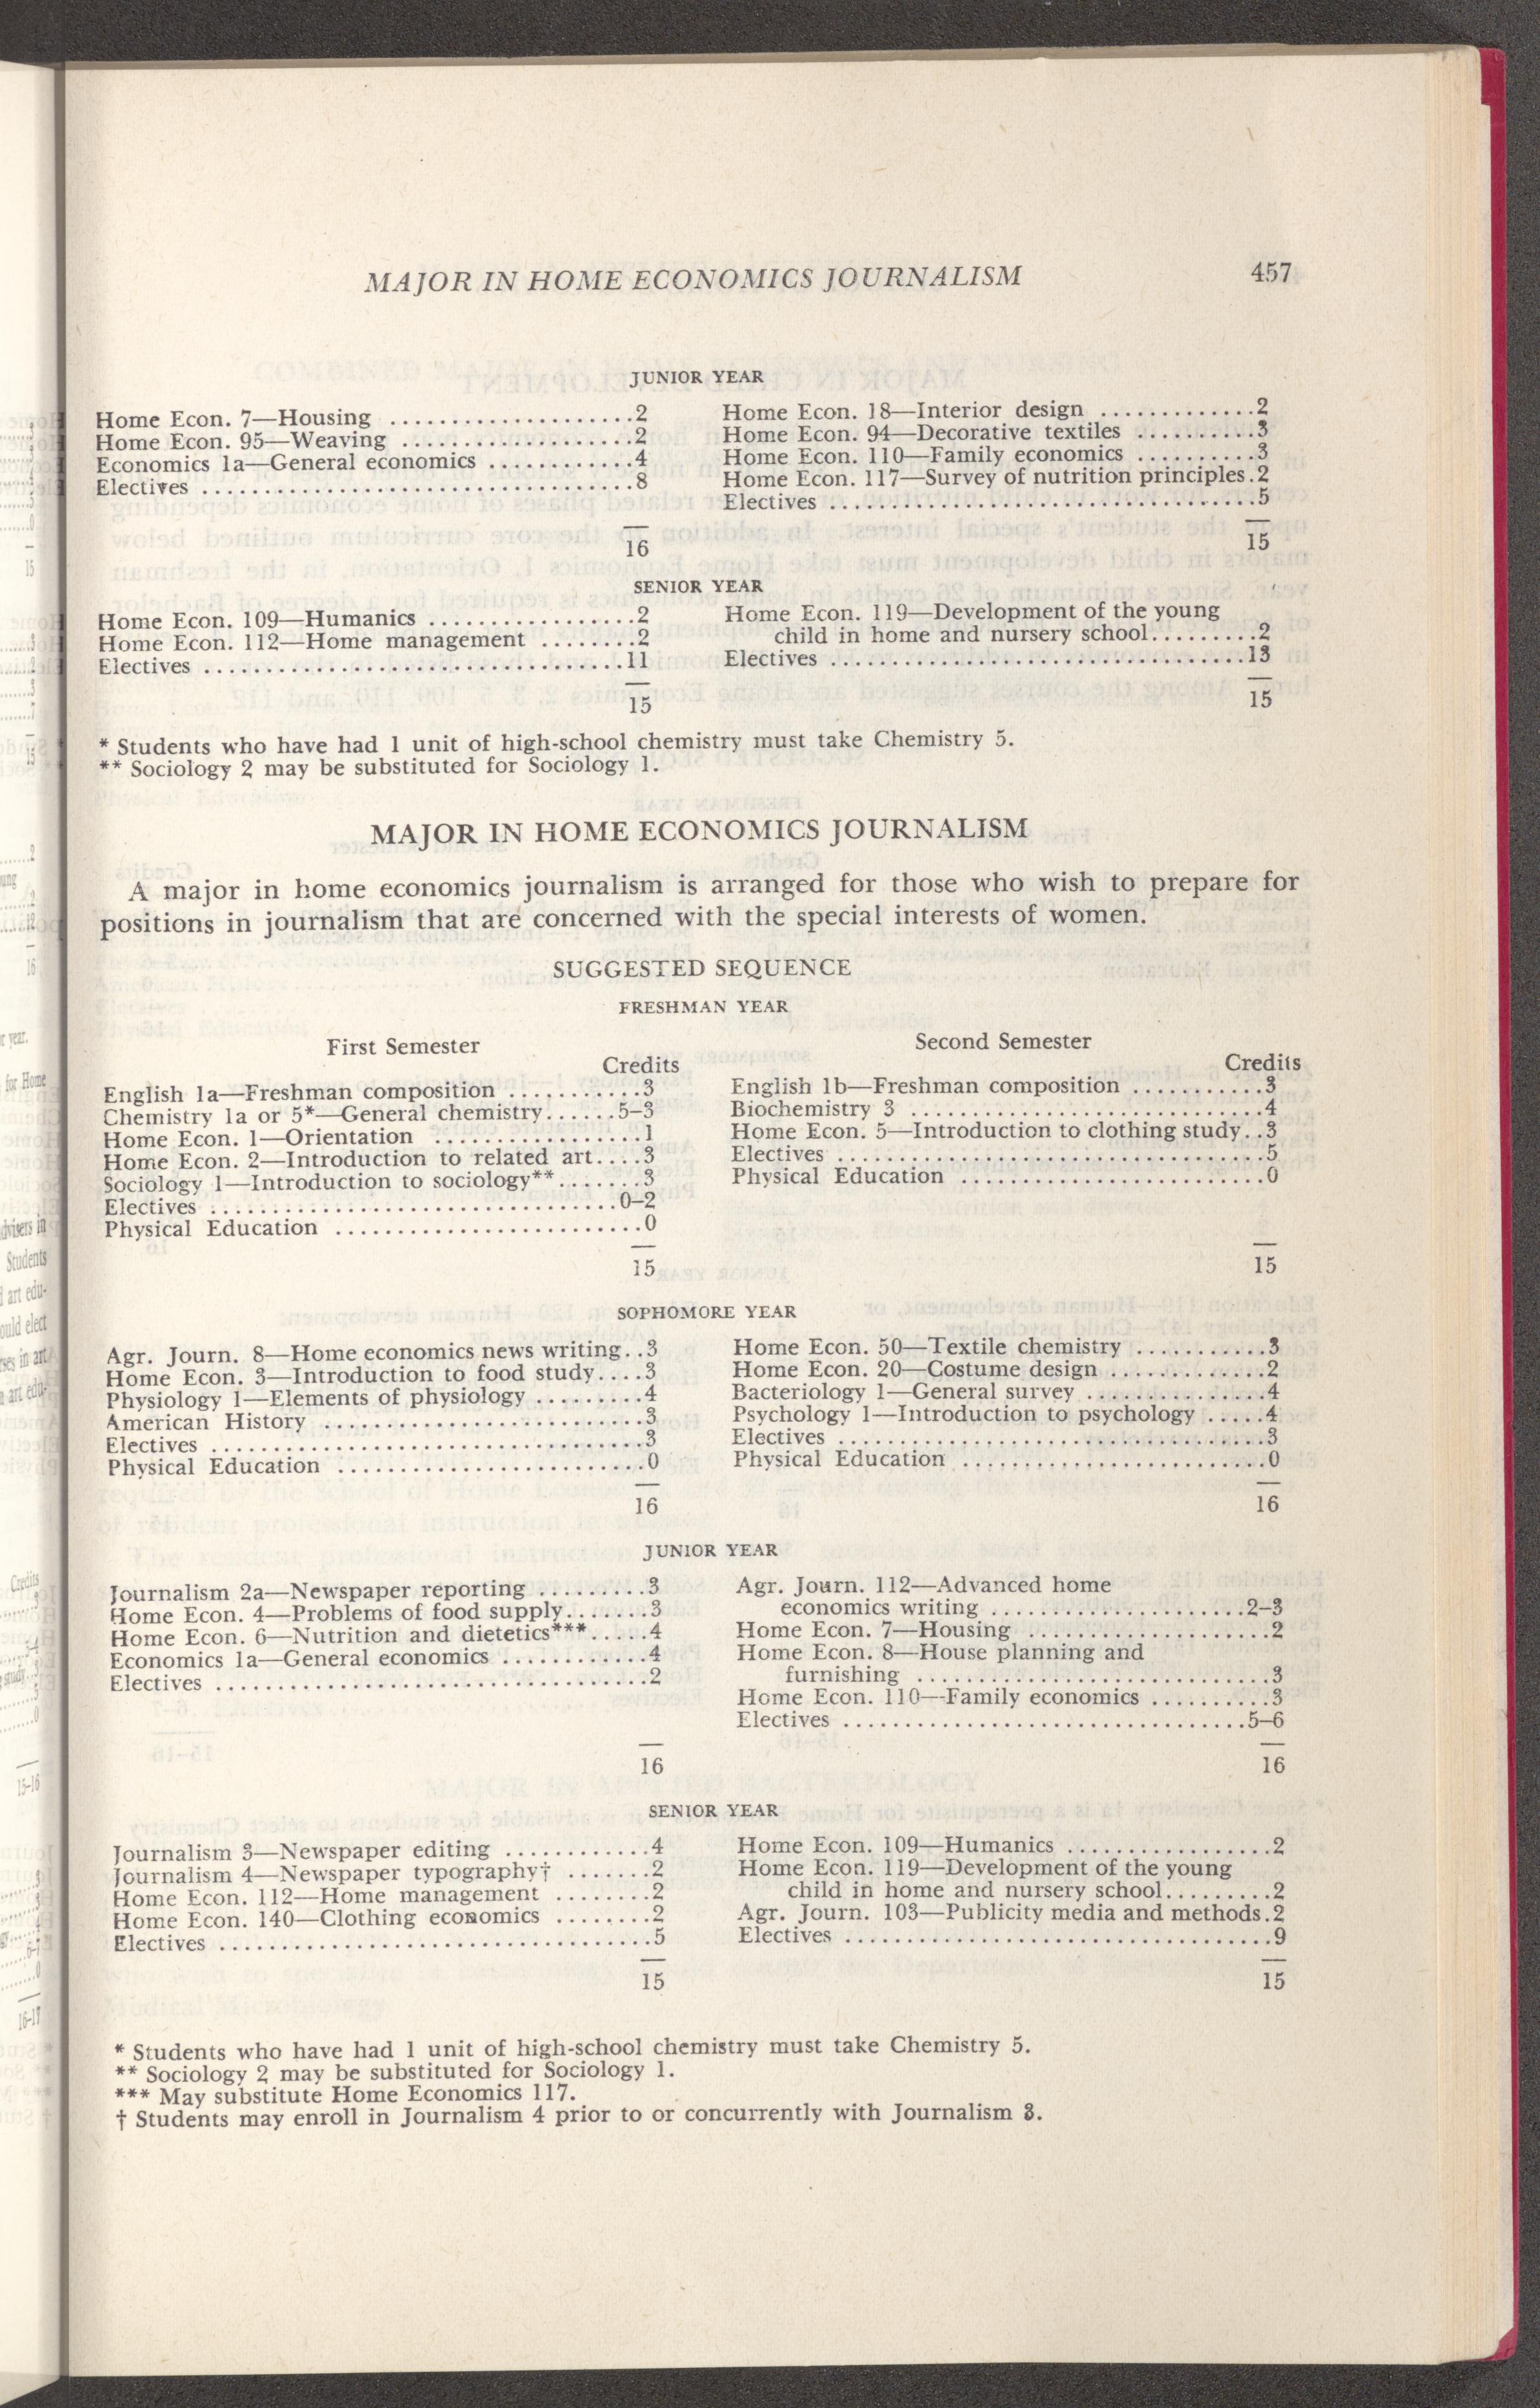 MAJOR IN HOME ECONOMICS JOURNALISM 457
JUNIOR YEAR
Home Econ. 7—Housing ....................2
Home Econ. 95—Weaving ...................2
Economics 1a—General economics ............4
Electives ...................................8
16
Home Econ. 18—Interior design .............2
Home Econ. 94—Decorative textiles ..........3
Home Econ. 110—Family economics ..........3
Home Econ. 117—Survey of nutrition principles.2
Electives ...................................5
15
SENIOR YEAR
Home Econ. 109—Humanics .................2
Home Econ. 112—Home management ........2
Electives ...................................11
15
Home Econ. 119—Development of the young
child in home and nursery school.........2
Electives ..................................13
15
* Students who have had 1 unit of high-school chemistry must take Chemistry 5.
** Sociology 2 may be substituted for Sociology 1.
MAJOR IN HOME ECONOMICS JOURNALISM
A major in home economics journalism is arranged for those who wish to prepare for
positions in journalism that are concerned with the special interests of women.
SUGGESTED SEQUENCE
FRESHMAN YEAR
First Semester
Credits
English 1a—Freshman composition ...........3
Chemistry 1a or 5*—General chemistry......5–3
Home Econ. 1—Orientation .................1
Home Econ. 2—Introduction to related art....3
Sociology 1—Introduction to sociology**.......3
Electives .................................0–2
Physical Education .........................0
15
Second Semester
Credits
English 1b—Freshman composition ...........3
Biochemistry 3 .............................4
Home Econ. 5—Introduction to clothing study..3
Electives ...................................5
Physical Education .........................0
15
SOPHOMORE YEAR
Agr. Journ. 8—Home economics news writing..3
Home Econ. 3—Introduction to food study....3
Physiology 1—Elements of physiology .........4
American History ..........................3
Electives ...................................3
Physical Education .........................0
16
Home Econ. 50—Textile chemistry ...........3
Home Econ. 20—Costume design .............2
Bacteriology 1—General survey ...............4
Psychology 1—Introduction to psychology .....4
Electives ...................................3
Physical Education .........................0
16
JUNIOR YEAR
Journalism 2a—Newspaper reporting .........3
Home Econ. 4—Problems of food supply.......3
Home Econ. 6—Nutrition and dietetics***.....4
Economics 1a—General economics ............4
Electives ...................................2
16
Agr. Journ. 112—Advanced home
economics writing .....................2–3
Home Econ. 7—Housing ....................2
Home Econ. 8—House planning and
furnishing .............................3
Home Econ. 110—Family economics ..........3
Electives .................................5–6
16
SENIOR YEAR
Journalism 3—Newspaper editing ............4
Journalism 4—Newspaper typography† .......2
Home Econ. 112—Home management ........2
Home Econ. 140—Clothing economics ........2
Electives ...................................5
15
Home Econ. 109—Humanics .................2
Home Econ. 119—Development of the young
child in home and nursery school.........2
Agr. Journ. 103—Publicity media and methods.2
Electives ...................................9
15
* Students who have had 1 unit of high-school chemistry must take Chemistry 5.
** Sociology 2 may be substituted for Sociology 1.
*** May substitute Home Economics 117.
† Students may enroll in Journalism 4 prior to or concurrently with Journalism 3.